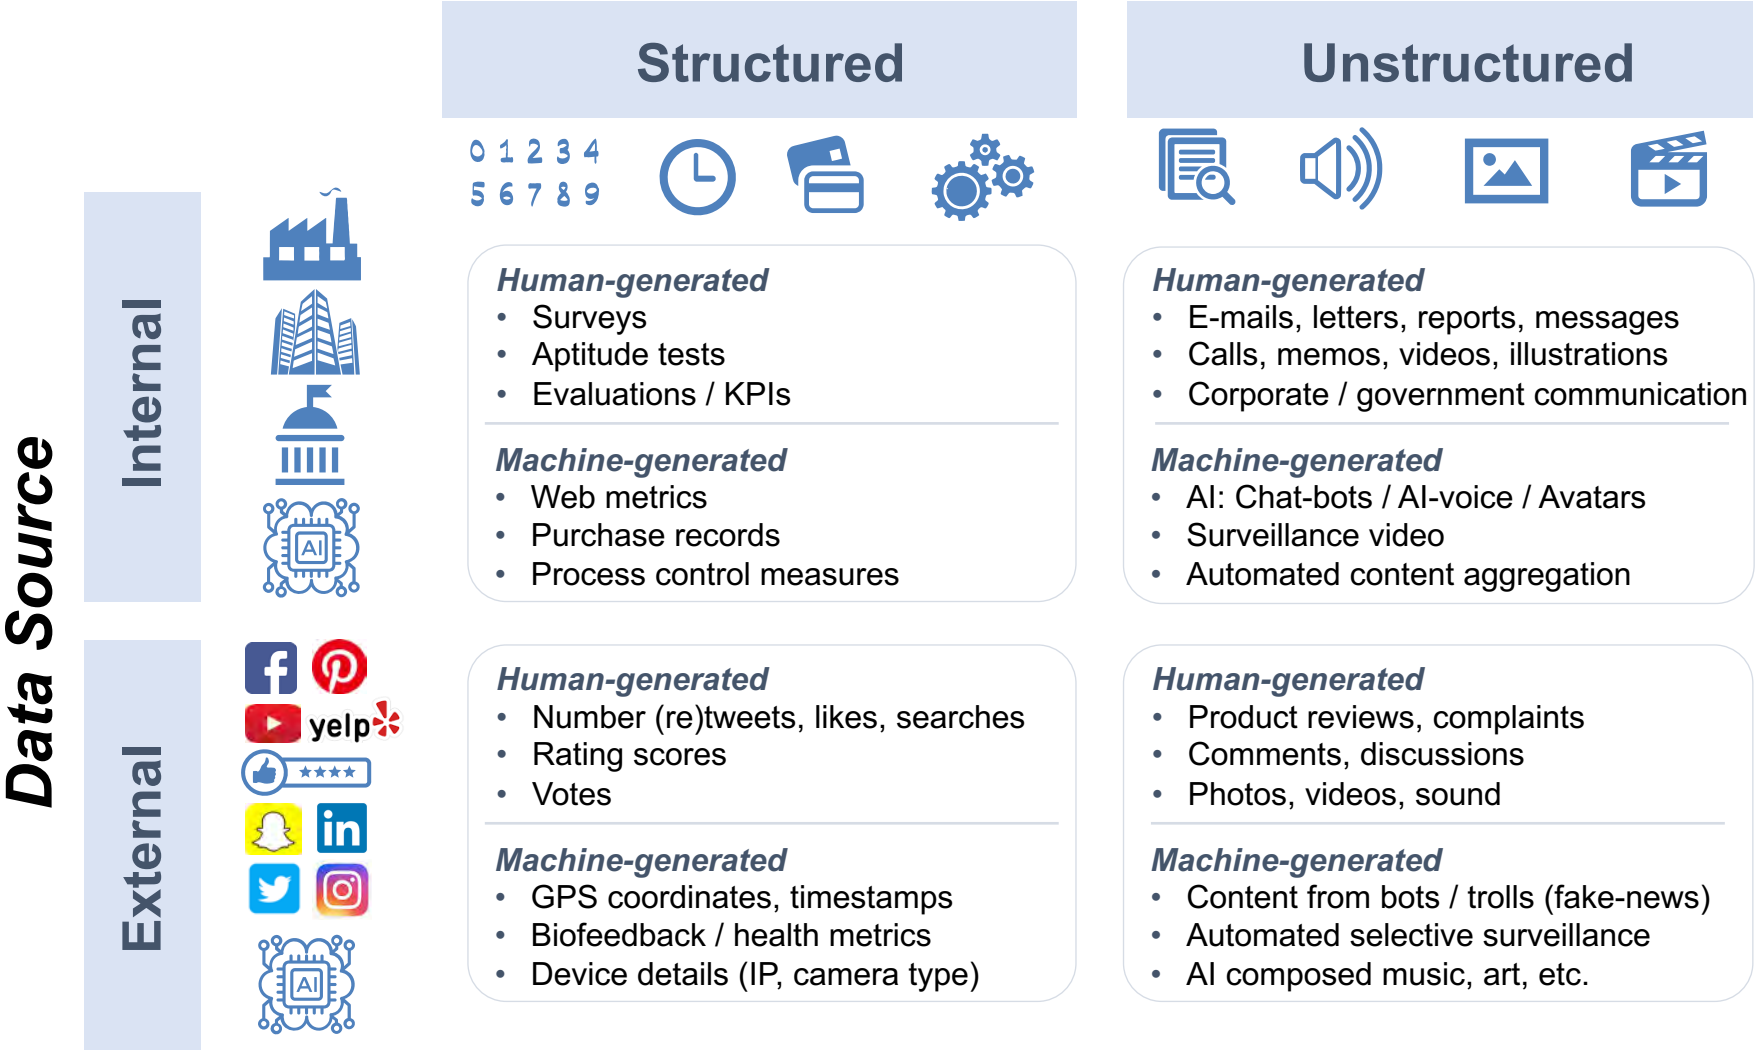 Structured
Unstructured
0 1 2 3 4
5 6 7 8 9
Data Source
Internal
AI
Human-generated
• Surveys
• Aptitude tests
• Evaluations / KPIs
Machine-generated
• Web metrics
• Purchase records
• Process control measures
Human-generated
• E-mails, letters, reports, messages
• Calls, memos, videos, illustrations
• Corporate / government communication
Machine-generated
• AI: Chat-bots / AI-voice / Avatars
• Surveillance video
• Automated content aggregation
External
f
yelp
in
AI
Human-generated
• Number (re)tweets, likes, searches
• Rating scores
• Votes
Machine-generated
• GPS coordinates, timestamps
• Biofeedback / health metrics
• Device details (IP, camera type)
Human-generated
• Product reviews, complaints
• Comments, discussions
• Photos, videos, sound
Machine-generated
• Content from bots / trolls (fake-news)
• Automated selective surveillance
• AI composed music, art, etc.